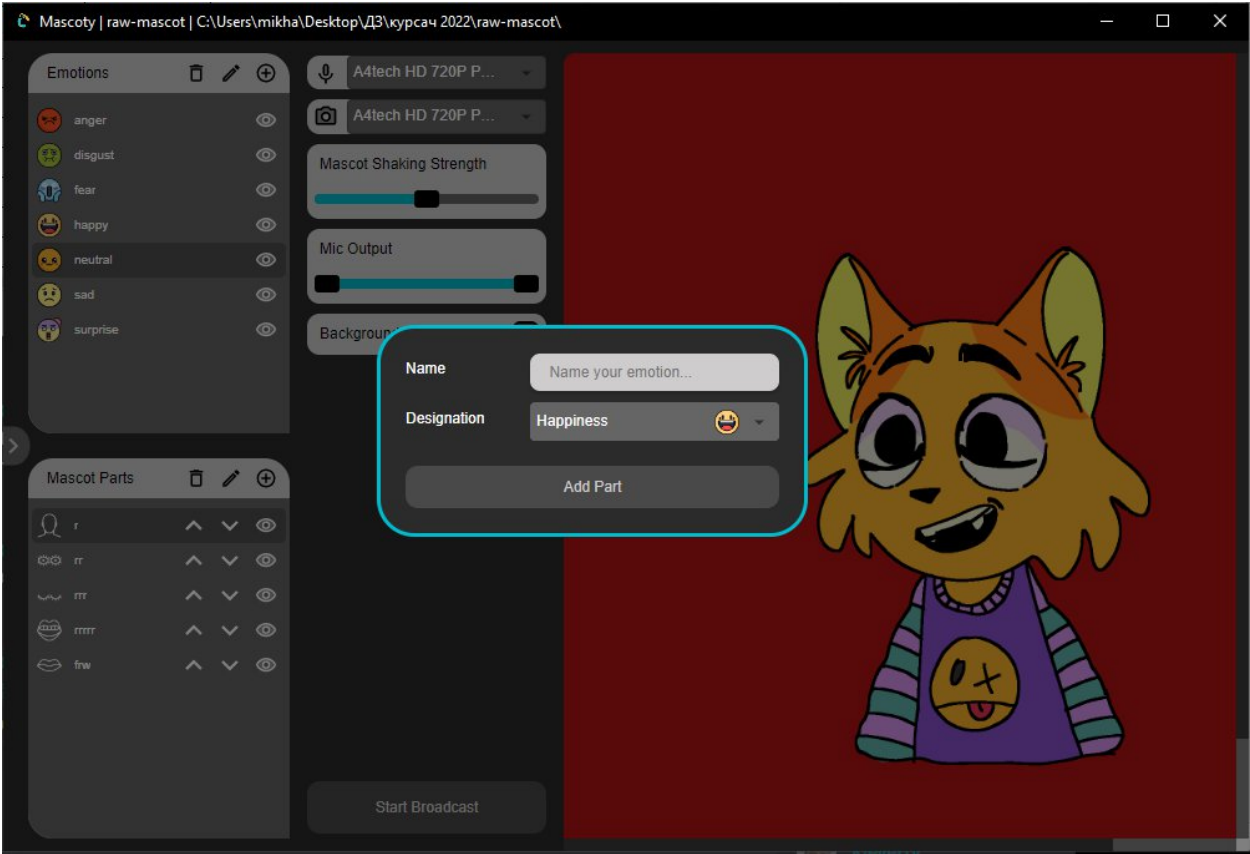 Mascoty | raw-mascot | C:\Users\mikha\Desktop\ДЗ\курсач 2022\raw-mascot\
Emotions
anger
disgust
fear
happy
neutral
sad
surprise
Mascot Parts
r
rr
rrr
rrrrr
frw
A4tech HD 720P P...
A4tech HD 720P P...
Mascot Shaking Strength
Mic Output
Name
Name your emotion...
Designation
Happiness
Add Part
Start Broadcast